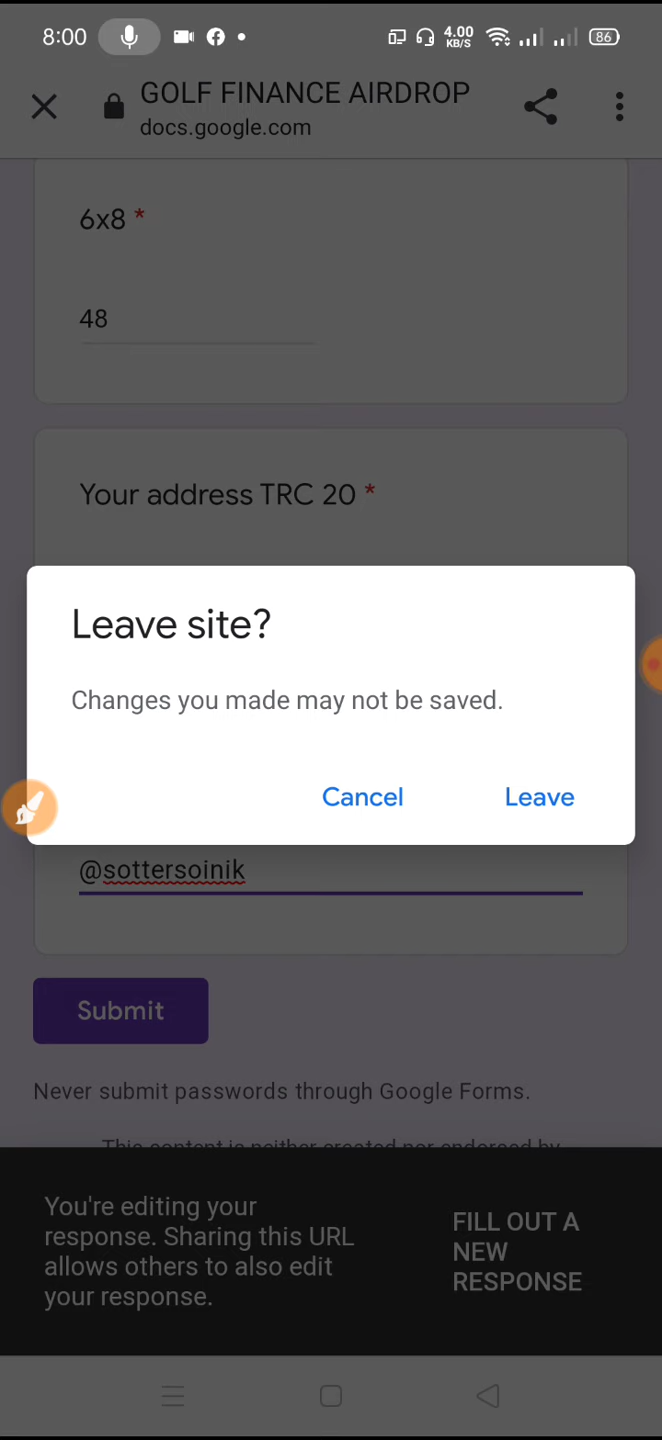 8:00
4.00
KB/S
86
GOLF FINANCE AIRDROP
docs.google.com
6x8 *
48
Your address TRC 20 *
Leave site?
Changes you made may not be saved.
Cancel
Leave
@sottersoinik
Submit
Never submit passwords through Google Forms.
This content is neither created nor endorsed by
You're editing your
response. Sharing this URL
allows others to also edit
your response.
FILL OUT A
NEW
RESPONSE